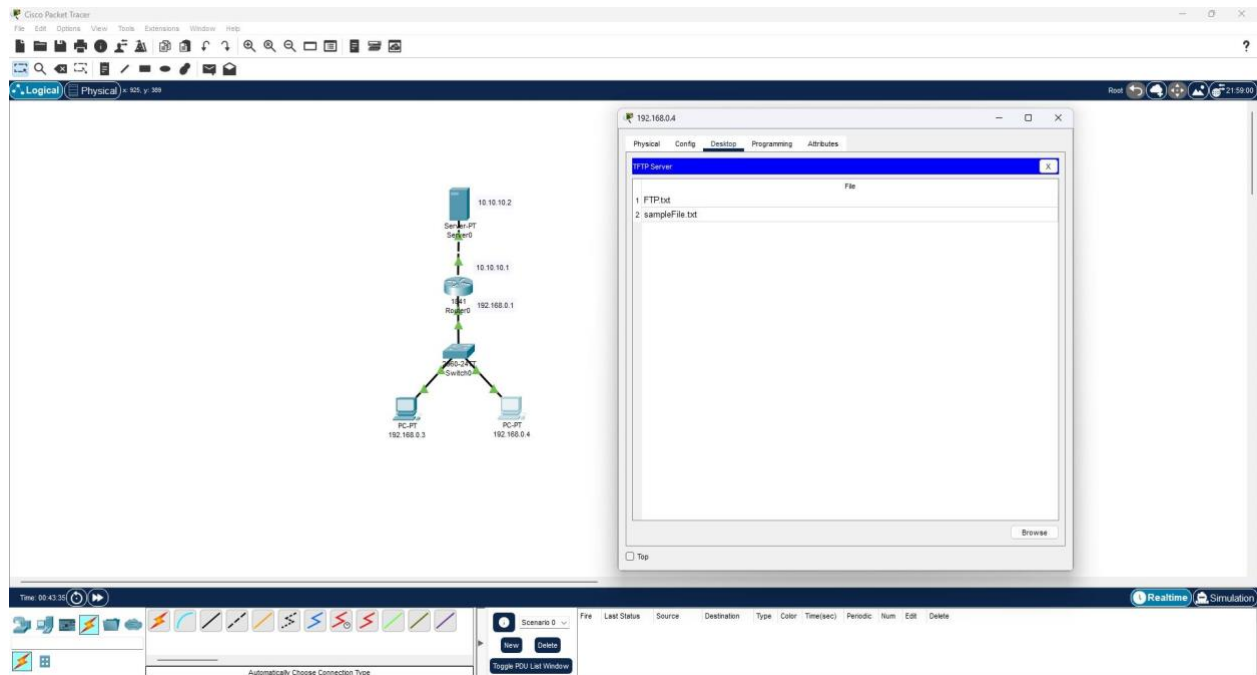 Cisco Packet Tracer
File Edit Options View Tools Extensions Window Help
?
Logical Physical x: 925, y: 389
Root 21:59:00
192.168.0.4
Physical Config Desktop Programming Attributes
TFTP Server X
File
1 FTP.txt
2 sampleFile.txt
Browse
Top
10.10.10.2
Server-PT
Server0
10.10.10.1
1841
Router0
192.168.0.1
2960-24TT
Switch0
PC-PT
192.168.0.3
PC-PT
192.168.0.4
Time: 00:43:35
Realtime Simulation
Scenario 0
New Delete
Toggle PDU List Window
Fire Last Status Source Destination Type Color Time(sec) Periodic Num Edit Delete
Automatically Choose Connection Type